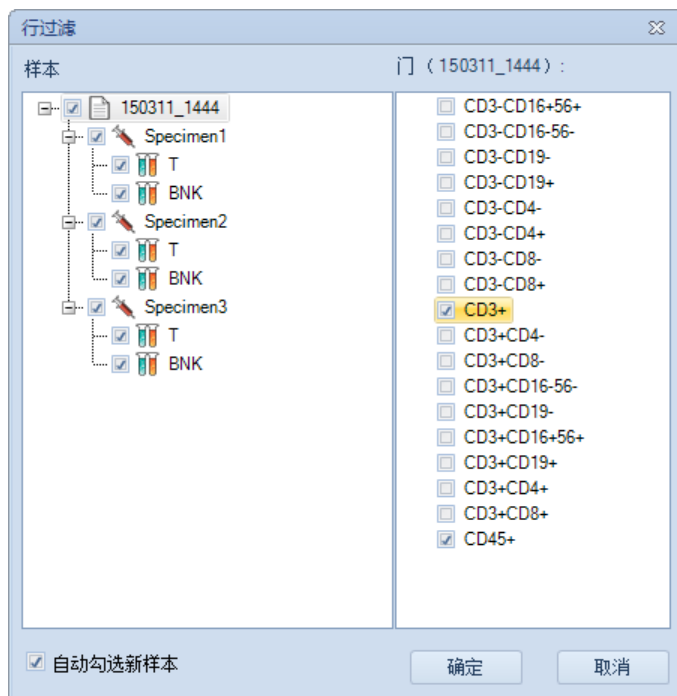 行过滤
样本
门（150311_1444）:
150311_1444
Specimen1
T
BNK
Specimen2
T
BNK
Specimen3
T
BNK
CD3-CD16+56+
CD3-CD16-56-
CD3-CD19-
CD3-CD19+
CD3-CD4-
CD3-CD4+
CD3-CD8-
CD3-CD8+
CD3+
CD3+CD4-
CD3+CD8-
CD3+CD16-56-
CD3+CD19-
CD3+CD16+56+
CD3+CD19+
CD3+CD4+
CD3+CD8+
CD45+
自动勾选新样本
确定
取消